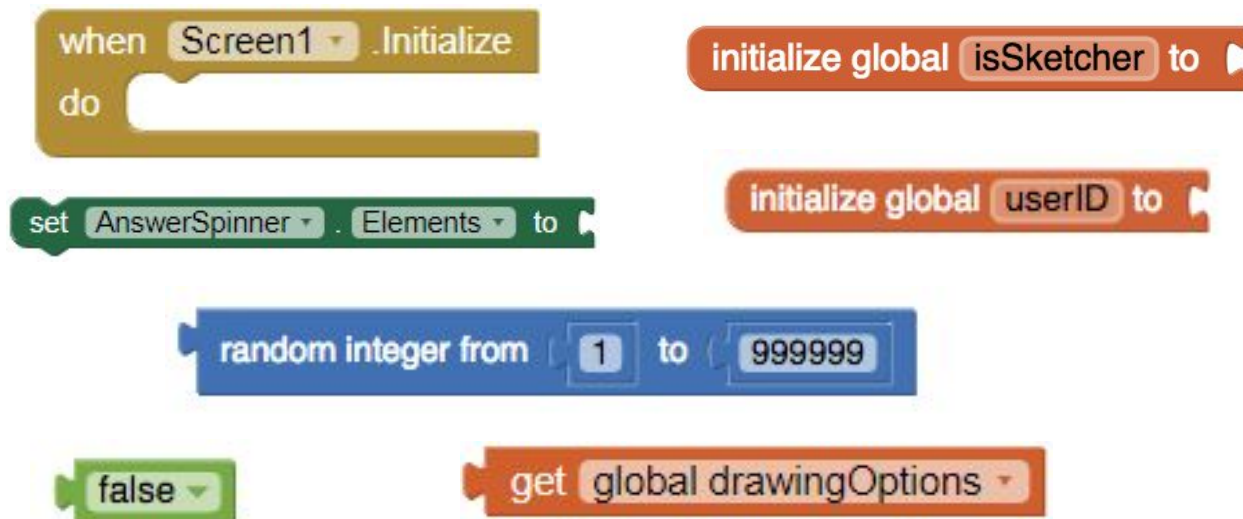 when Screen1 .Initialize
do
initialize global isSketcher to
set AnswerSpinner . Elements to
initialize global userID to
random integer from 1 to 999999
false
get global drawingOptions